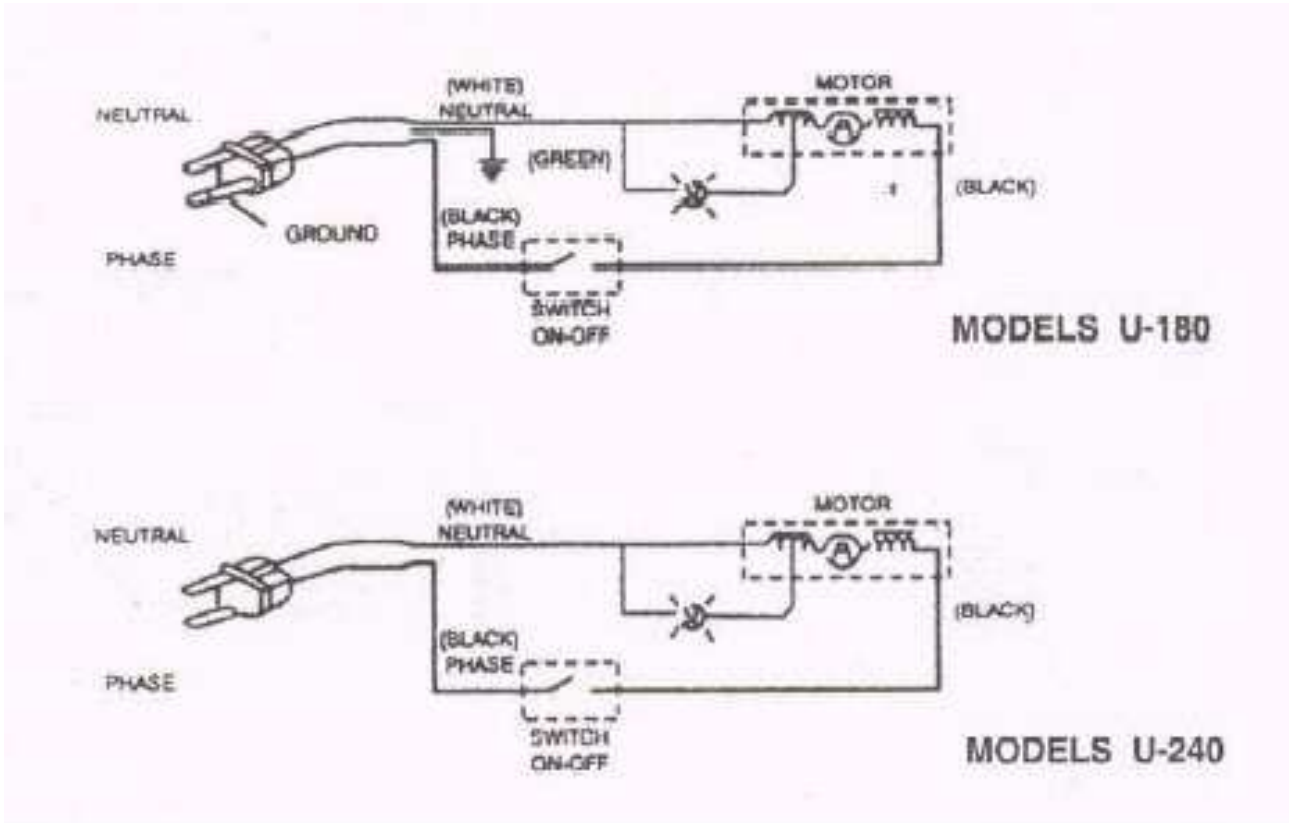 (WHITE)
NEUTRAL
NEUTRAL
MOTOR
(GREEN)
(BLACK)
GROUND
(BLACK)
PHASE
PHASE
SWITCH
ON-OFF
MODELS U-180
(WHITE)
NEUTRAL
NEUTRAL
MOTOR
(BLACK)
(BLACK)
PHASE
PHASE
SWITCH
ON-OFF
MODELS U-240